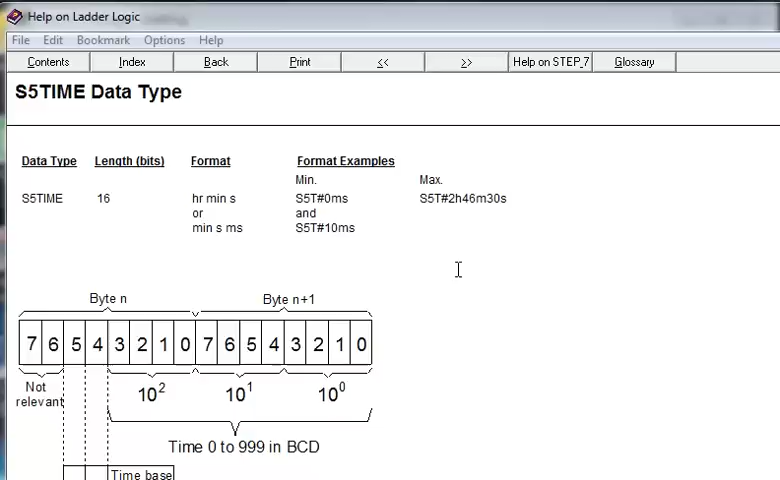 Help on Ladder Logic
File Edit Bookmark Options Help
Contents Index Back Print << >> Help on STEP_7 Glossary
S5TIME Data Type
Data Type Length (bits) Format Format Examples
Min. Max.
S5TIME 16 hr min s S5T#0ms S5T#2h46m30s
or and
min s ms S5T#10ms
Byte n Byte n+1
7 6 5 4 3 2 1 0 7 6 5 4 3 2 1 0
Not relevant 10² 10¹ 10⁰
Time 0 to 999 in BCD
Time base